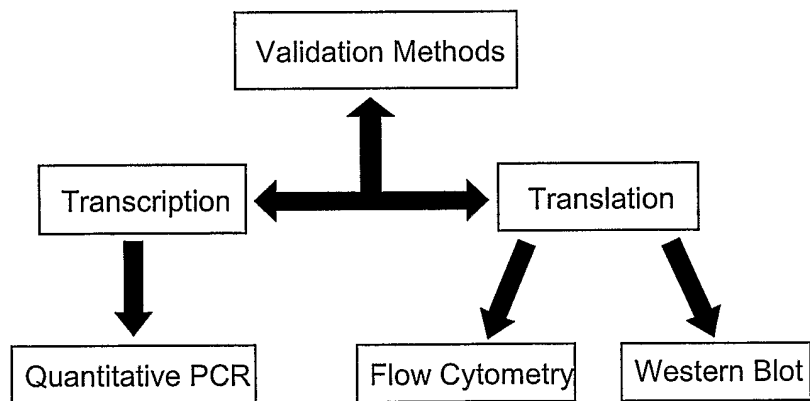 Validation Methods
Transcription
Translation
Quantitative PCR
Flow Cytometry
Western Blot